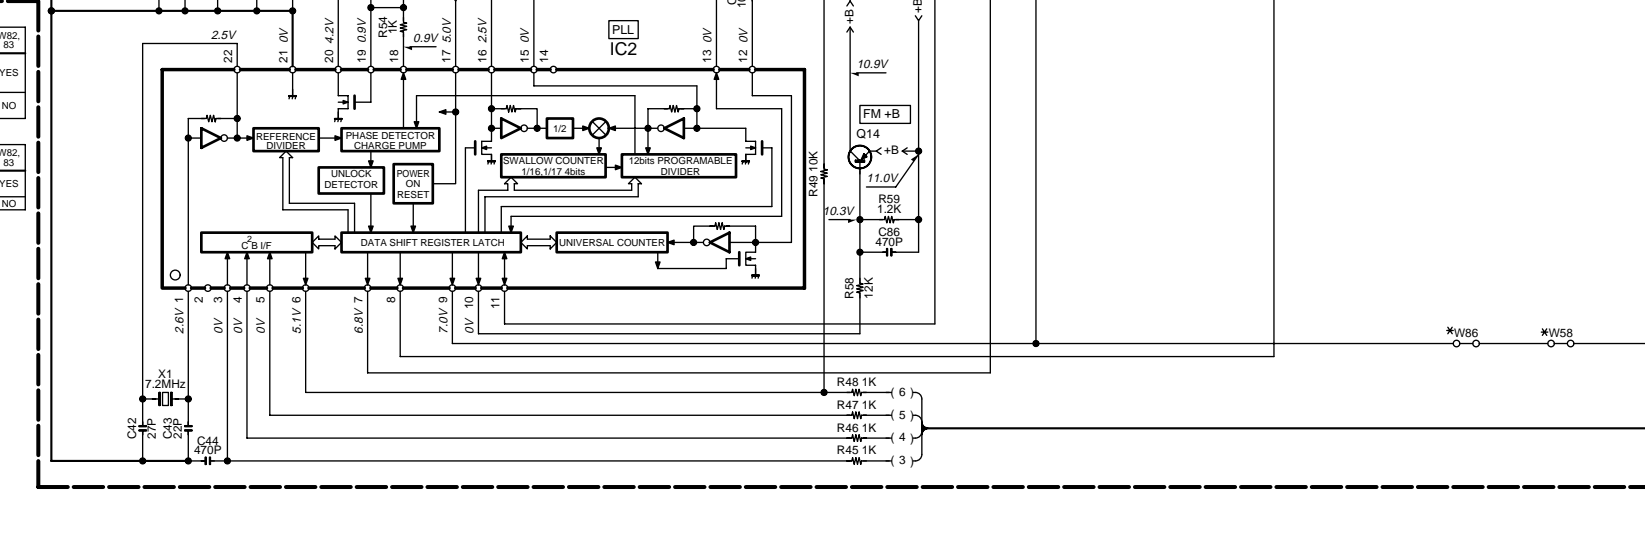 W82,
83
YES
NO
W82,
83
YES
NO
2.5V
22
21 0V
20 4.2V
19 0.9V
R54
1K
18
0.9V
17 5.0V
16 2.5V
15 0V
14
PLL
IC2
13 0V
12 0V
+B
+B
10.9V
FM +B
Q14
+B
11.0V
R59
1.2K
10.3V
C86
470P
R58
12K
R49 10K
REFERENCE
DIVIDER
PHASE DETECTOR
CHARGE PUMP
1/2
UNLOCK
DETECTOR
POWER
ON
RESET
SWALLOW COUNTER
1/16,1/17 4bits
12bits PROGRAMABLE
DIVIDER
C²B I/F
DATA SHIFT REGISTER LATCH
UNIVERSAL COUNTER
2.6V 1
2
0V 3
0V 4
0V 5
5.1V 6
6.8V 7
8
7.0V 9
0V 10
11
*W86
*W58
X1
7.2MHz
C42
27P
C43
22P
C44
470P
R48 1K
( 6 )
R47 1K
( 5 )
R46 1K
( 4 )
R45 1K
( 3 )